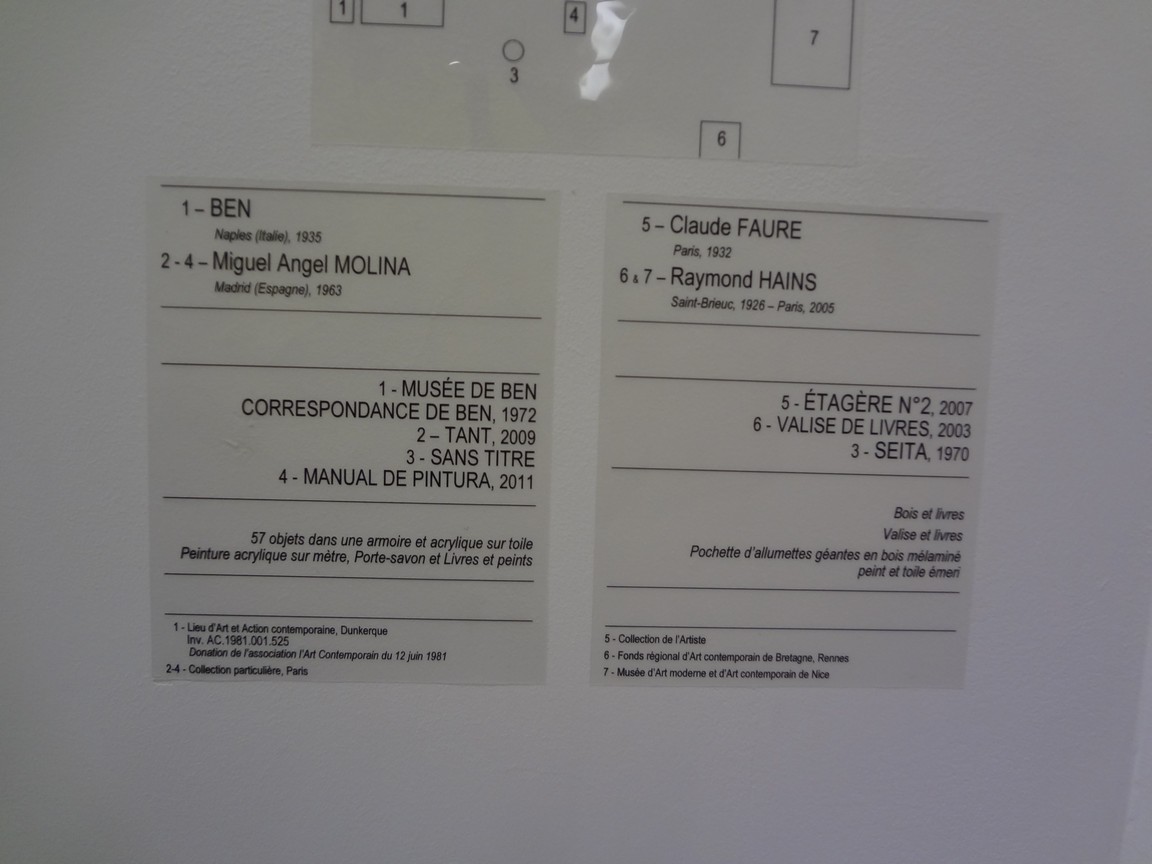 1
1
4
3
7
6
1 – BEN
Naples (Italie), 1935
2 - 4 – Miguel Angel MOLINA
Madrid (Espagne), 1963
1 - MUSÉE DE BEN
CORRESPONDANCE DE BEN, 1972
2 – TANT, 2009
3 - SANS TITRE
4 - MANUAL DE PINTURA, 2011
57 objets dans une armoire et acrylique sur toile
Peinture acrylique sur mètre, Porte-savon et Livres et peints
1 - Lieu d'Art et Action contemporaine, Dunkerque
Inv. AC.1981.001.525
Donation de l'association l'Art Contemporain du 12 juin 1981
2-4 - Collection particulière, Paris
5 – Claude FAURE
Paris, 1932
6 & 7 – Raymond HAINS
Saint-Brieuc, 1926 – Paris, 2005
5 - ÉTAGÈRE N°2, 2007
6 - VALISE DE LIVRES, 2003
3 - SEITA, 1970
Bois et livres
Valise et livres
Pochette d'allumettes géantes en bois mélaminé
peint et toile émeri
5 - Collection de l'Artiste
6 - Fonds régional d'Art contemporain de Bretagne, Rennes
7 - Musée d'Art moderne et d'Art contemporain de Nice